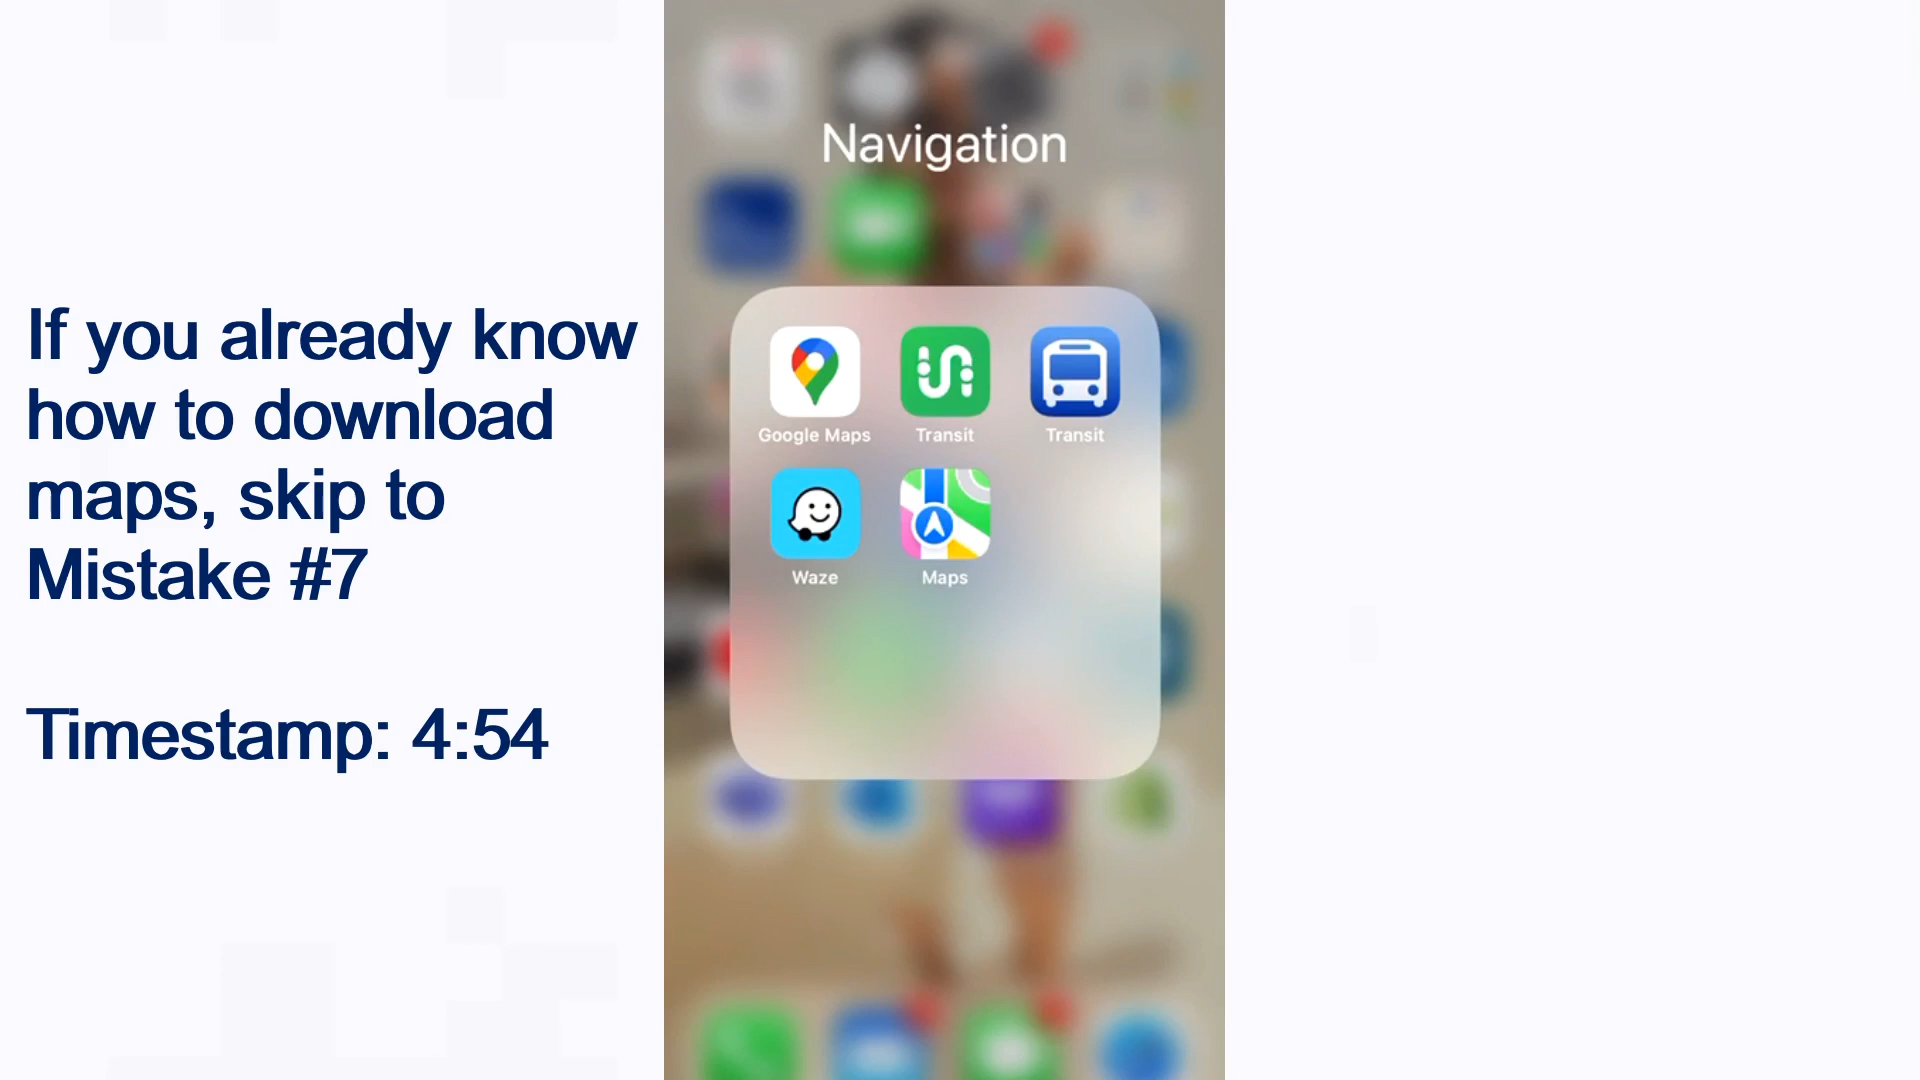 If you already know
how to download
maps, skip to
Mistake #7
Timestamp: 4:54
Navigation
Google Maps
Transit
Transit
Waze
Maps